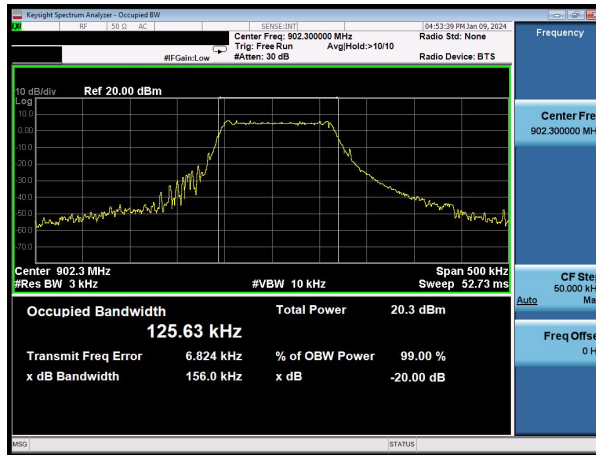 Keysight Spectrum Analyzer - Occupied BW
RF 50 Ω AC SENSE:INT 04:53:39 PM Jan 09, 2024
Center Freq: 902.300000 MHz Radio Std: None
Trig: Free Run Avg|Hold:>10/10
#IFGain:Low #Atten: 30 dB Radio Device: BTS
Frequency
10 dB/div Ref 20.00 dBm
Log
10.0
0.00
-10.0
-20.0
-30.0
-40.0
-50.0
-60.0
-70.0
Center 902.3 MHz Span 500 kHz
#Res BW 3 kHz #VBW 10 kHz Sweep 52.73 ms
Center Fre
902.300000 MH
CF Ste
50.000 kH
Auto Ma
Freq Offse
0 H
Occupied Bandwidth Total Power 20.3 dBm
125.63 kHz
Transmit Freq Error 6.824 kHz % of OBW Power 99.00 %
x dB Bandwidth 156.0 kHz x dB -20.00 dB
MSG STATUS